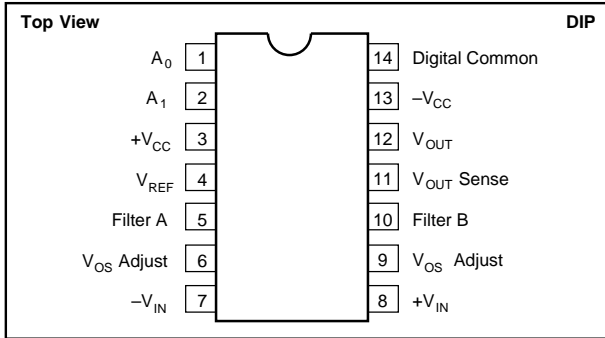 Top View DIP
A0 1 14 Digital Common
A1 2 13 –VCC
+VCC 3 12 VOUT
VREF 4 11 VOUT Sense
Filter A 5 10 Filter B
VOS Adjust 6 9 VOS Adjust
–VIN 7 8 +VIN